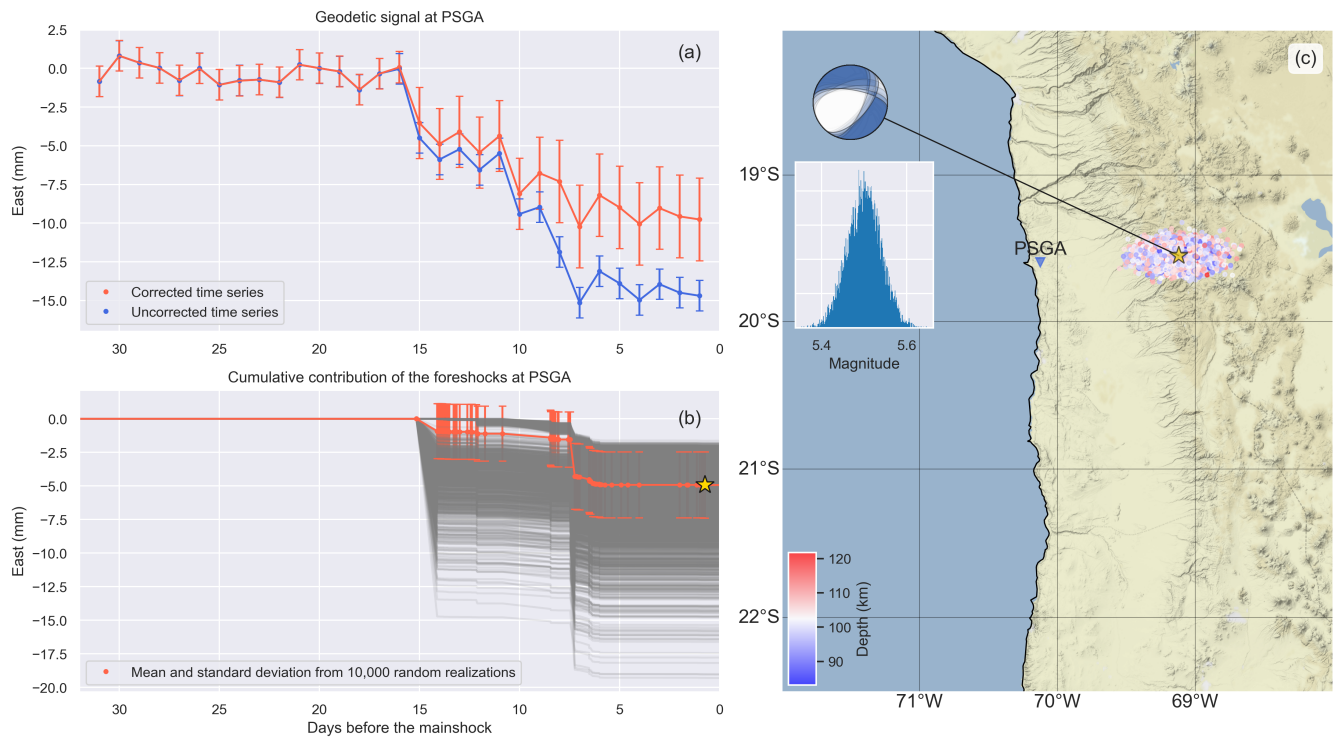 Geodetic signal at PSGA
(a)
2.5
0.0
−2.5
−5.0
−7.5
−10.0
−12.5
−15.0
East (mm)
Corrected time series
Uncorrected time series
30
25
20
15
10
5
0
Cumulative contribution of the foreshocks at PSGA
(b)
0.0
−2.5
−5.0
−7.5
−10.0
−12.5
−15.0
−17.5
−20.0
East (mm)
Mean and standard deviation from 10,000 random realizations
30
25
20
15
10
5
0
Days before the mainshock
(c)
19°S
20°S
21°S
22°S
PSGA
5.4
5.6
Magnitude
120
110
100
90
Depth (km)
71°W
70°W
69°W